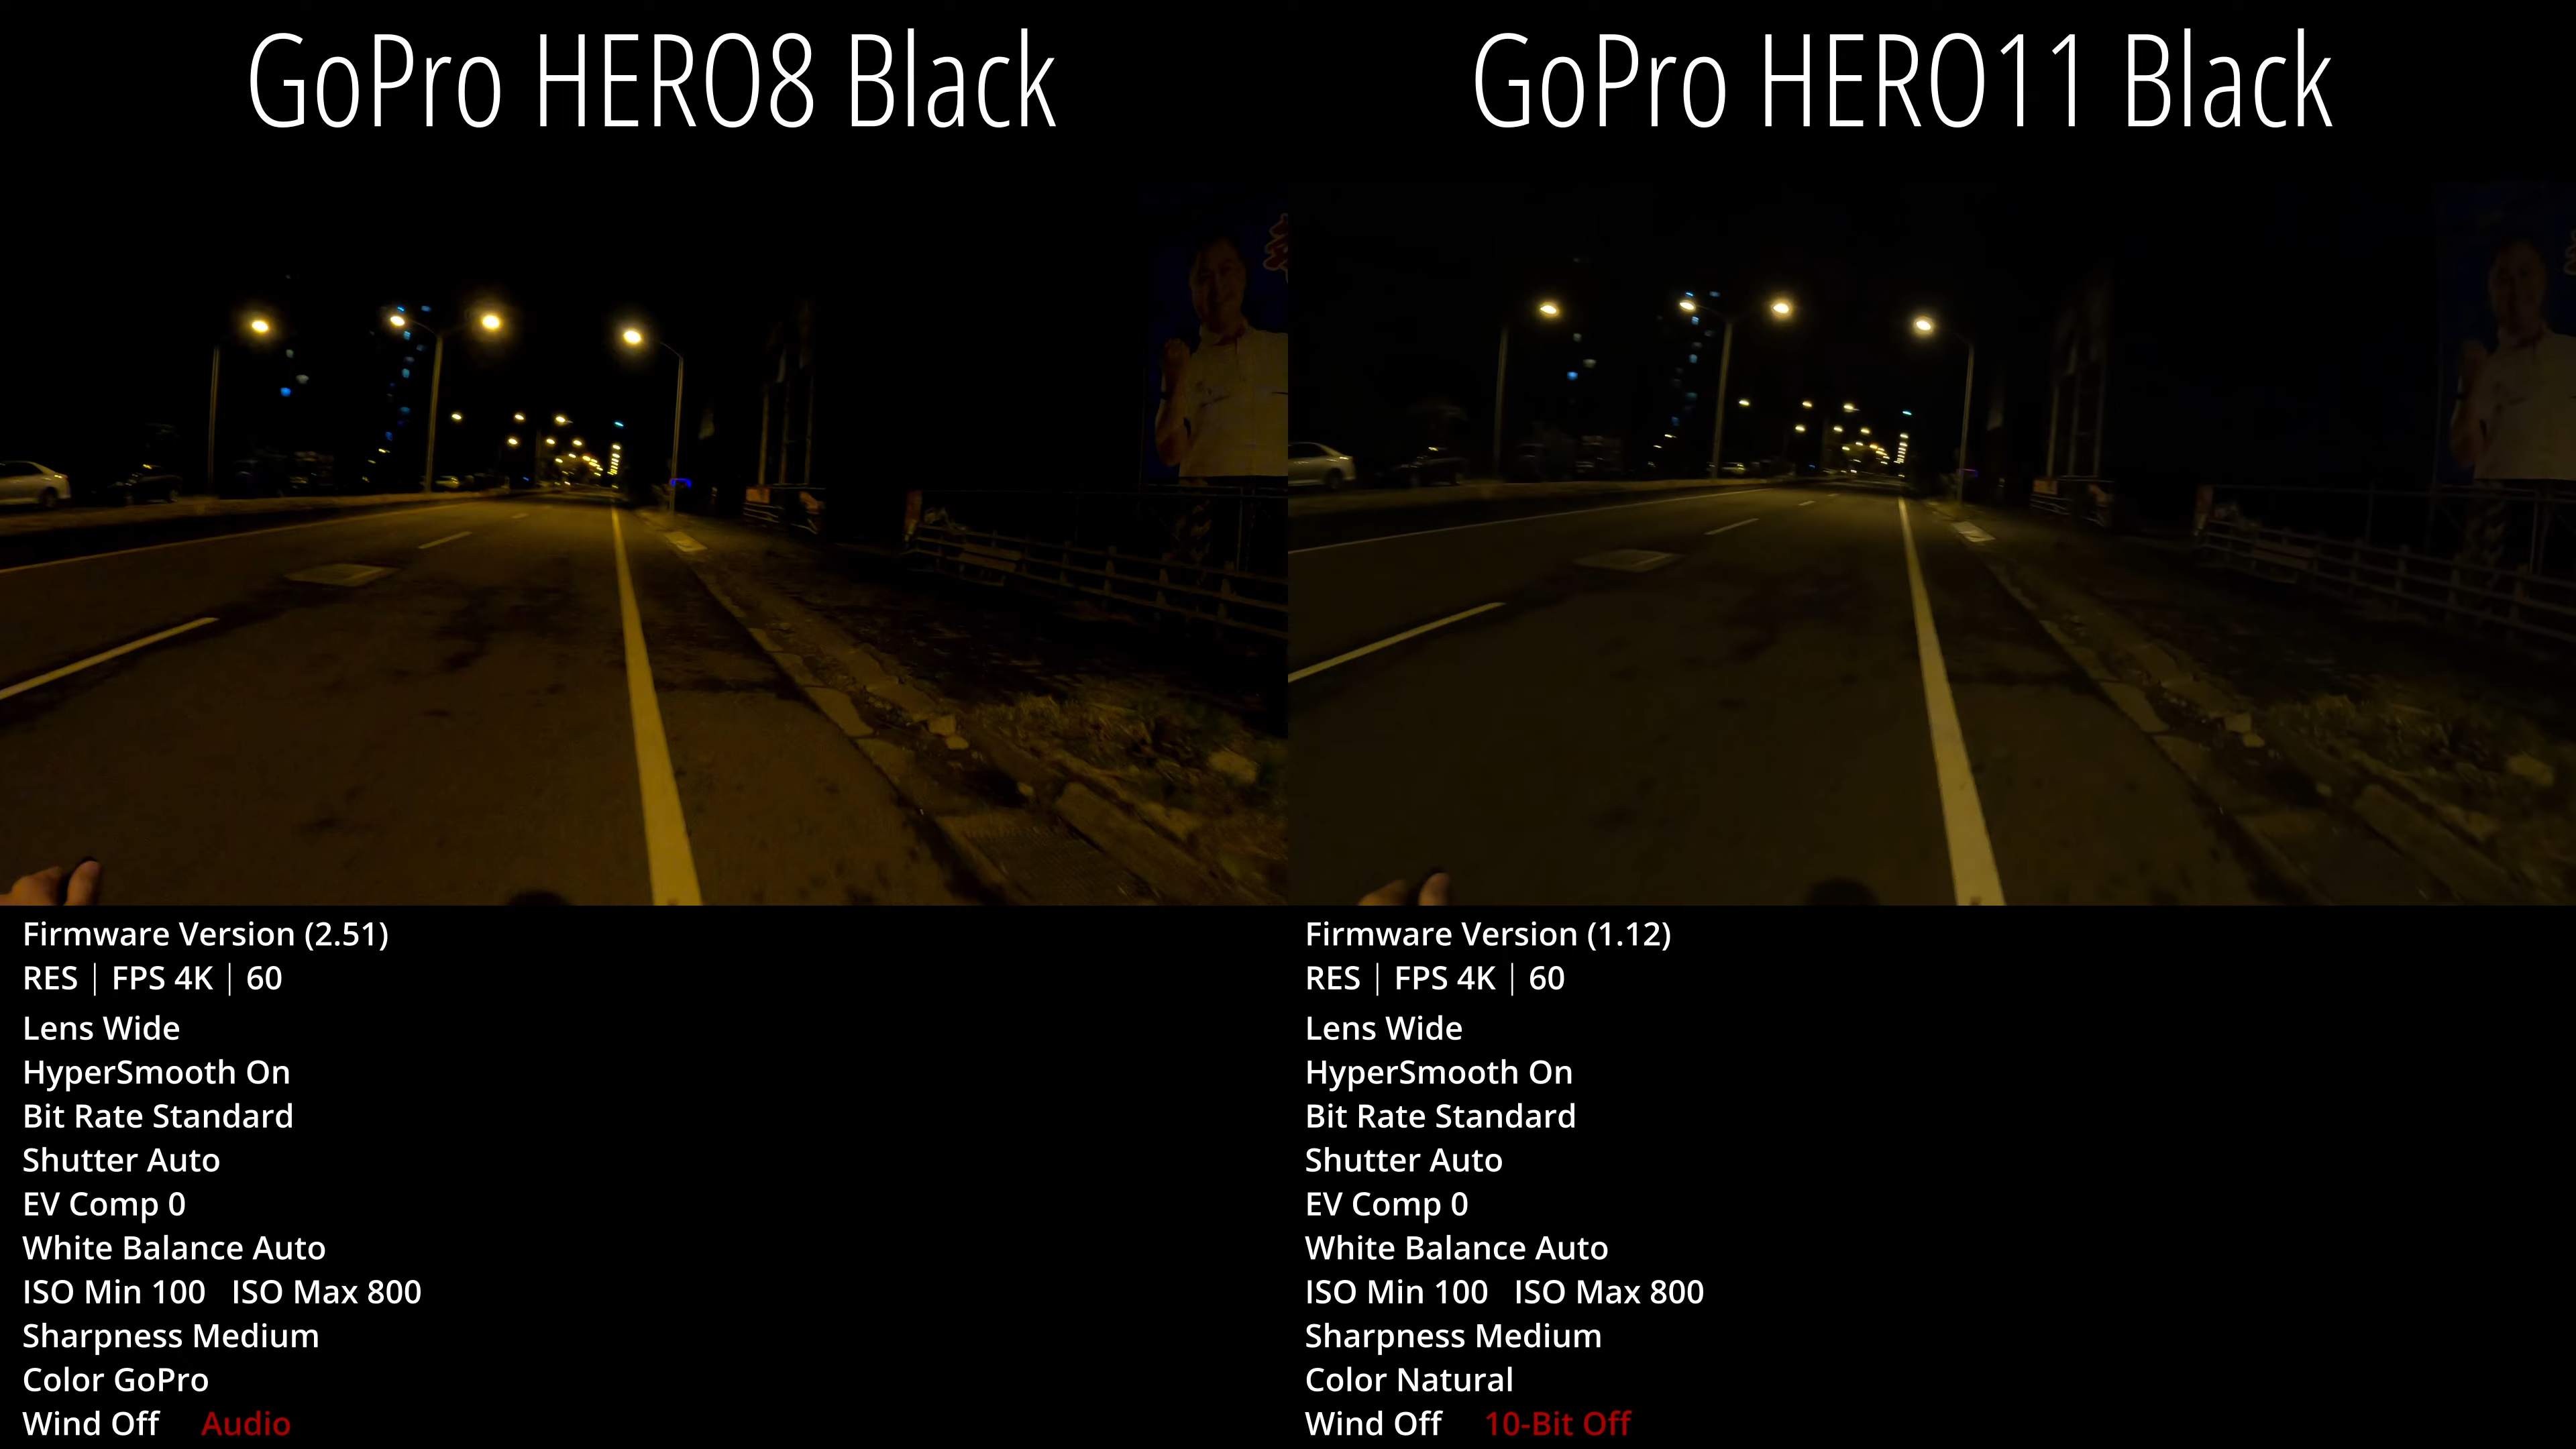 GoPro HERO8 Black
GoPro HERO11 Black
Firmware Version (2.51)
RES | FPS 4K | 60
Lens Wide
HyperSmooth On
Bit Rate Standard
Shutter Auto
EV Comp 0
White Balance Auto
ISO Min 100 ISO Max 800
Sharpness Medium
Color GoPro
Wind Off Audio
Firmware Version (1.12)
RES | FPS 4K | 60
Lens Wide
HyperSmooth On
Bit Rate Standard
Shutter Auto
EV Comp 0
White Balance Auto
ISO Min 100 ISO Max 800
Sharpness Medium
Color Natural
Wind Off 10-Bit Off